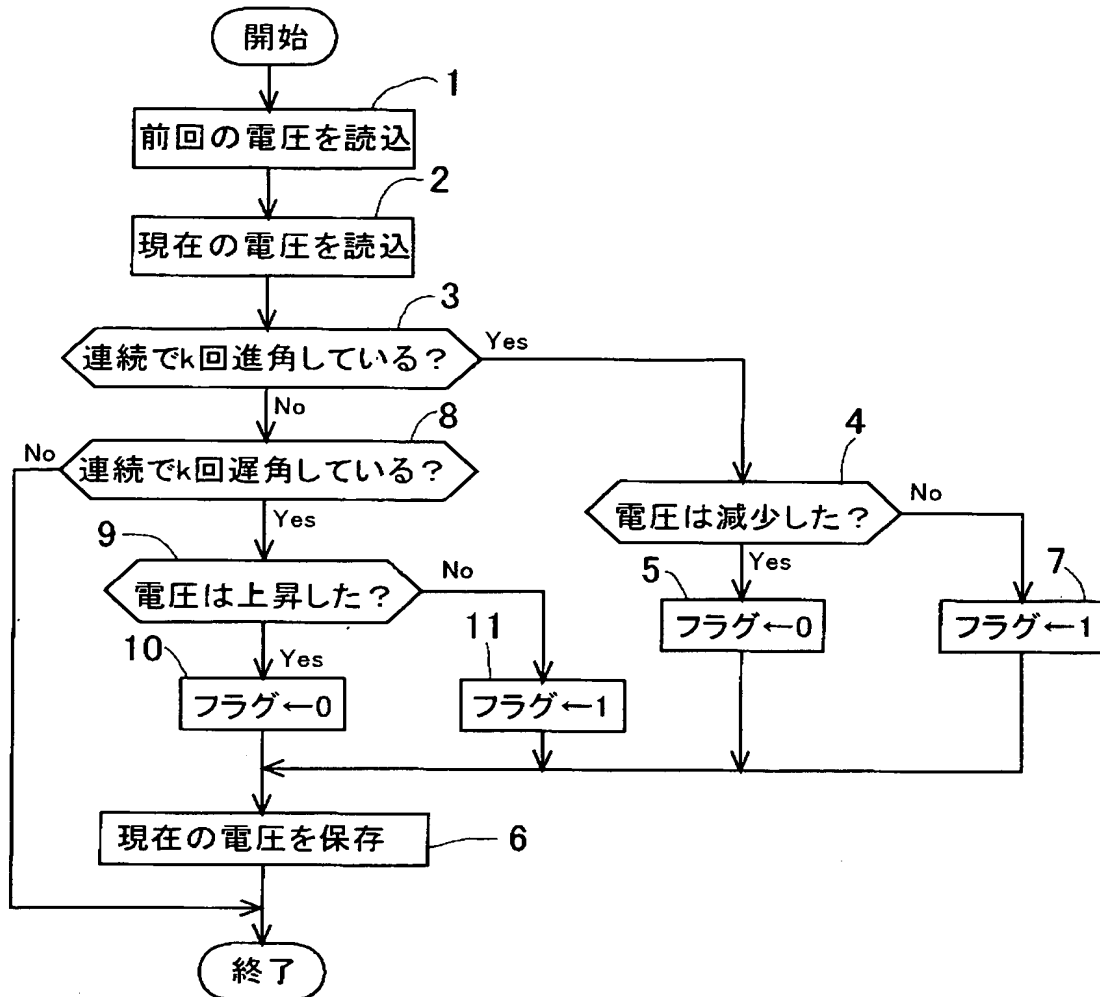 開始
1
前回の電圧を読込
2
現在の電圧を読込
3
連続でk回進角している?
Yes
No
8
No
連続でk回遅角している?
4
電圧は減少した?
No
Yes
Yes
9
電圧は上昇した?
No
5
フラグ←0
7
フラグ←1
10
Yes
フラグ←0
11
フラグ←1
現在の電圧を保存
6
終了